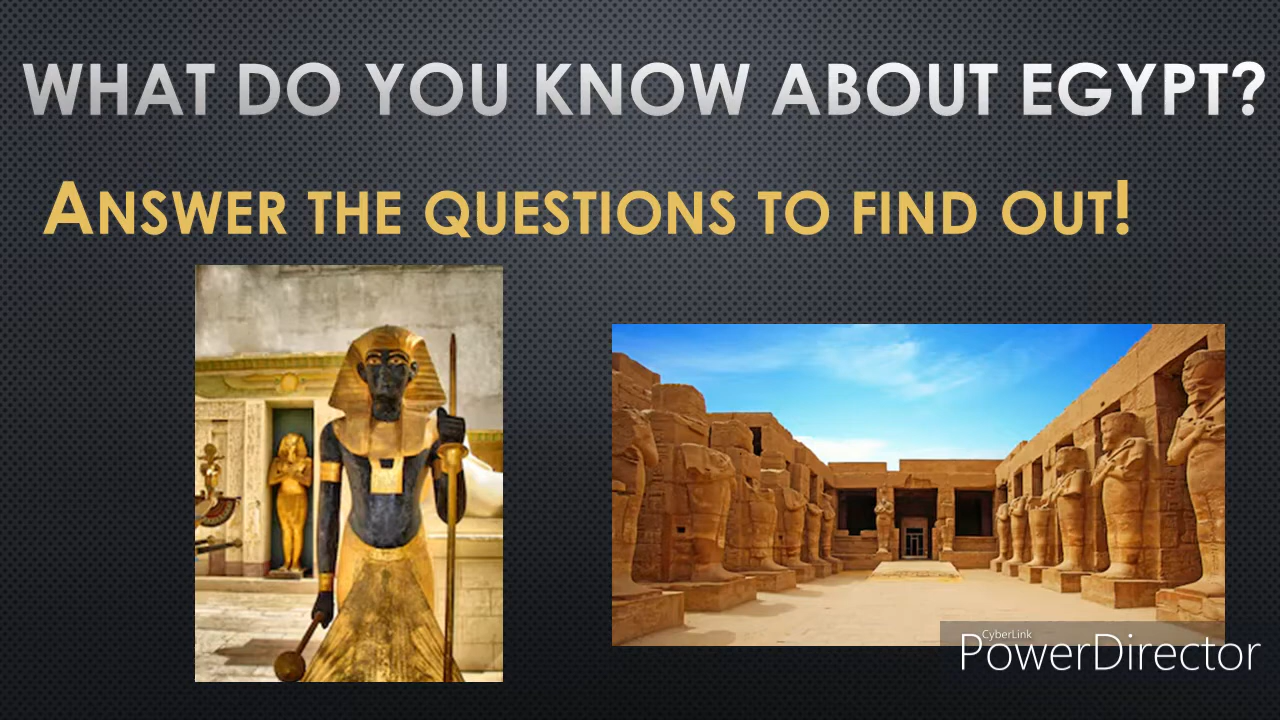 WHAT DO YOU KNOW ABOUT EGYPT?
ANSWER THE QUESTIONS TO FIND OUT!
CyberLink
PowerDirector